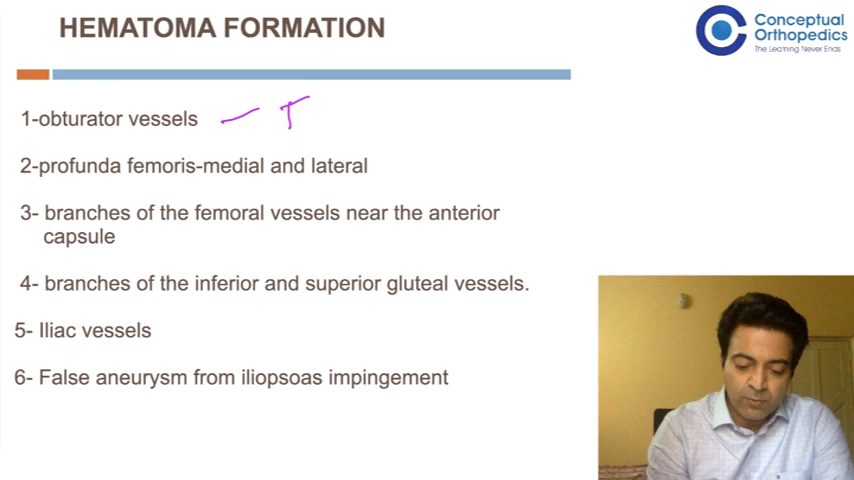 HEMATOMA FORMATION
Conceptual
Orthopedics
The Learning Never Ends
1-obturator vessels — T
2-profunda femoris-medial and lateral
3- branches of the femoral vessels near the anterior
capsule
4- branches of the inferior and superior gluteal vessels.
5- Iliac vessels
6- False aneurysm from iliopsoas impingement